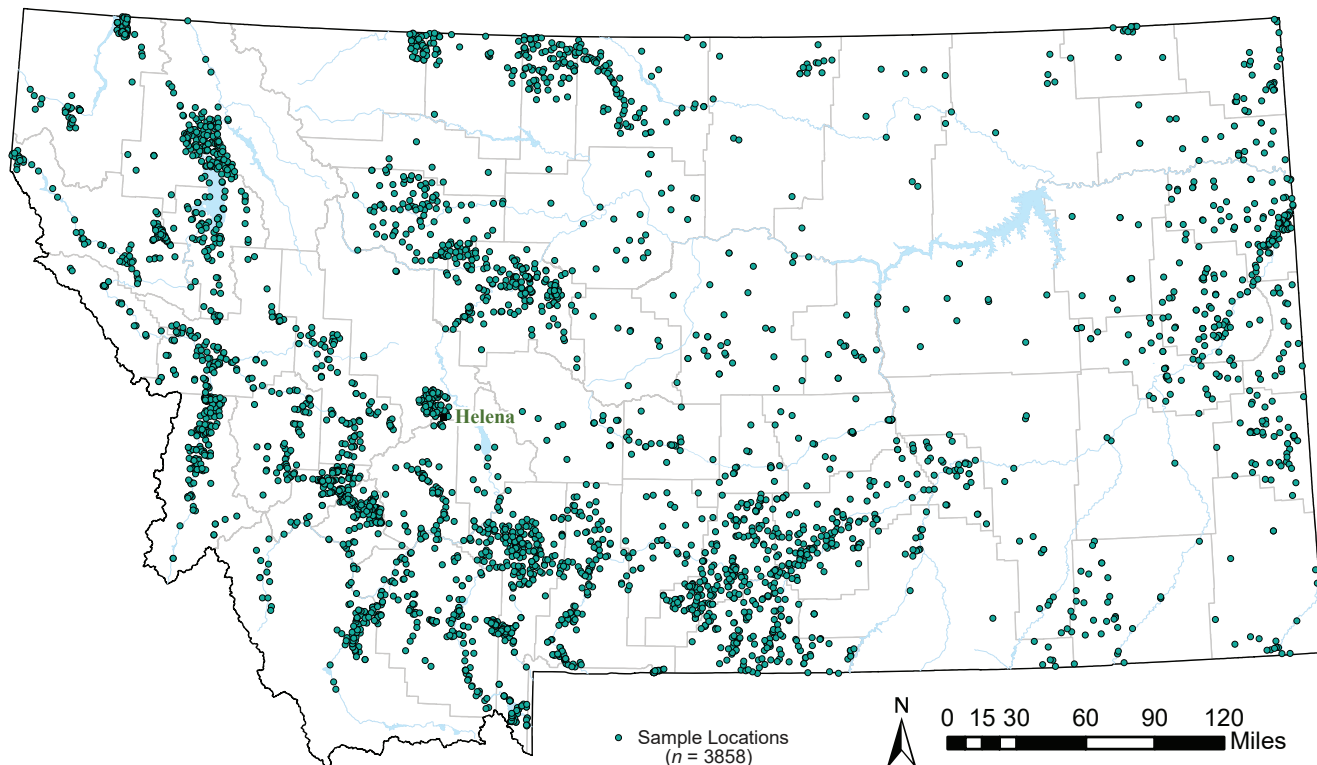 Helena
N
0 15 30 60 90 120
Miles
Sample Locations
(n = 3858)